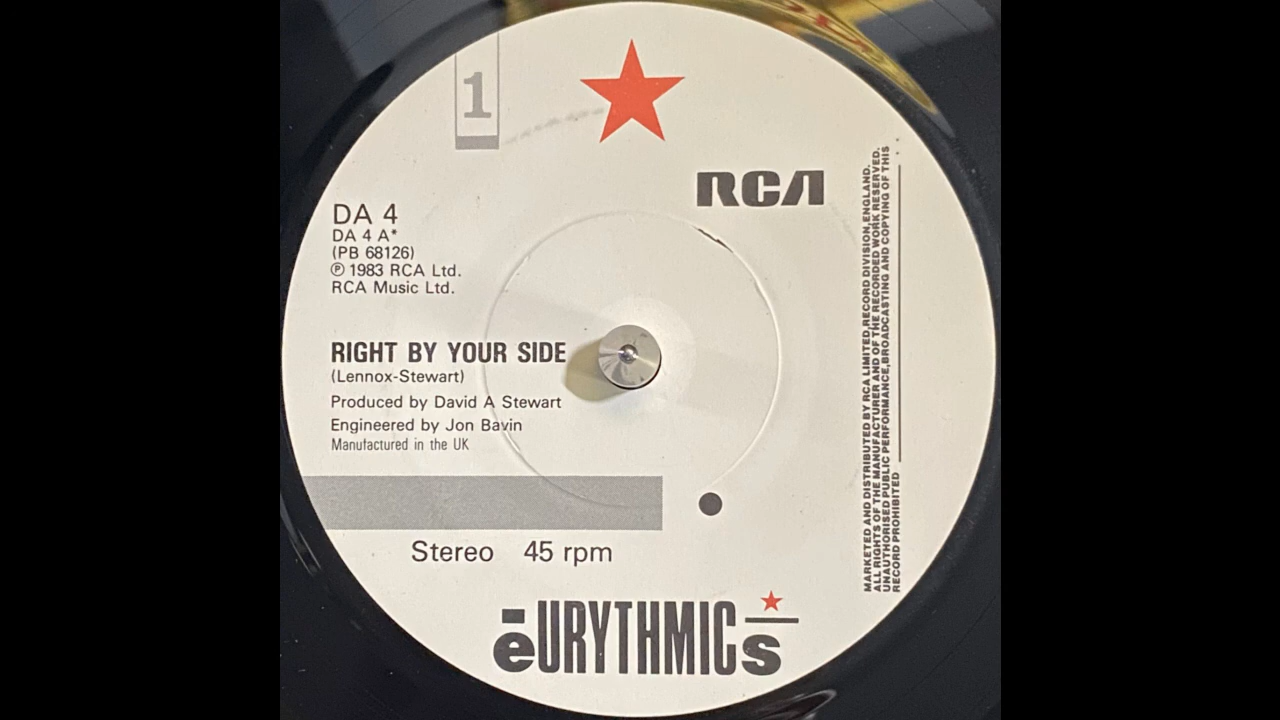 1
RCA
DA 4
DA 4 A*
(PB 68126)
℗ 1983 RCA Ltd.
RCA Music Ltd.
RIGHT BY YOUR SIDE
(Lennox-Stewart)
Produced by David A Stewart
Engineered by Jon Bavin
Manufactured in the UK
Stereo 45 rpm
eURYTHMICs
MARKETED AND DISTRIBUTED BY RCA LIMITED,RECORD DIVISION,ENGLAND.
ALL RIGHTS OF THE MANUFACTURER AND OF THE RECORDED WORK RESERVED.
UNAUTHORISED PUBLIC PERFORMANCE,BROADCASTING AND COPYING OF THIS
RECORD PROHIBITED